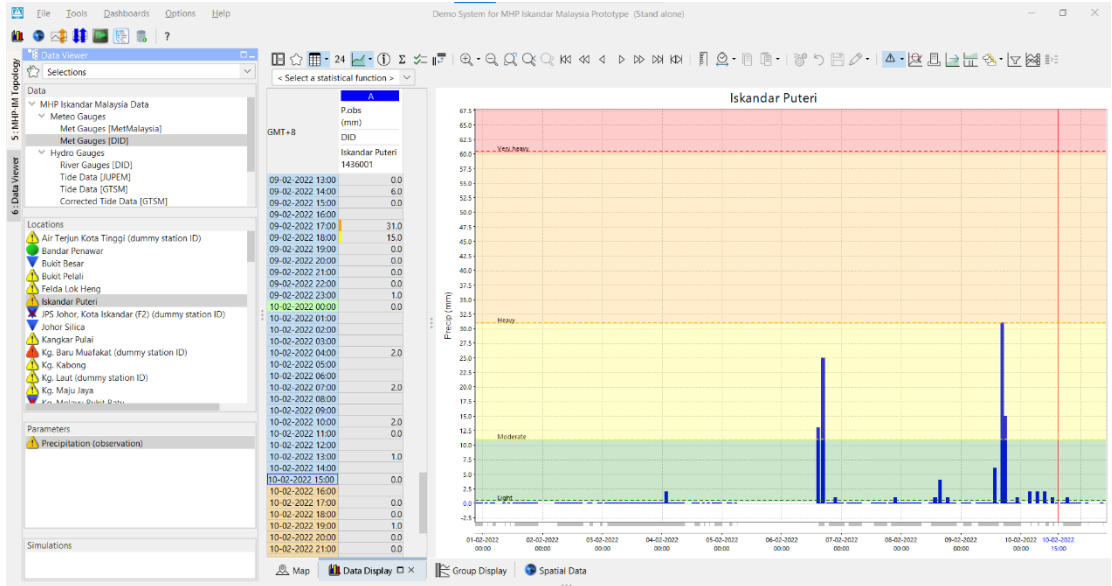 File Tools Dashboards Options Help
Demo System for MHP Iskandar Malaysia Prototype (Stand alone)
?
5 : MHP-IM Topology
6 : Data Viewer
Data Viewer
Selections
Data
MHP Iskandar Malaysia Data
Meteo Gauges
Met Gauges [MetMalaysia]
Met Gauges [DID]
Hydro Gauges
River Gauges [DID]
Tide Data [JUPEM]
Tide Data [GTSM]
Corrected Tide Data [GTSM]
Locations
Air Terjun Kota Tinggi (dummy station ID)
Bandar Penawar
Bukit Besar
Bukit Pelali
Felda Lok Heng
Iskandar Puteri
JPS Johor, Kota Iskandar (F2) (dummy station ID)
Johor Silica
Kangkar Pulai
Kg. Baru Muafakat (dummy station ID)
Kg. Kabong
Kg. Laut (dummy station ID)
Kg. Maju Jaya
Kg. Melayu Bukit Batu
Parameters
Precipitation (observation)
Simulations
24 Σ
< Select a statistical function >
A
GMT+8
P.obs
(mm)
DID
Iskandar Puteri
1436001
09-02-2022 13:00 0.0
09-02-2022 14:00 6.0
09-02-2022 15:00 0.0
09-02-2022 16:00
09-02-2022 17:00 31.0
09-02-2022 18:00 15.0
09-02-2022 19:00 0.0
09-02-2022 20:00 0.0
09-02-2022 21:00 0.0
09-02-2022 22:00 0.0
09-02-2022 23:00 1.0
10-02-2022 00:00 0.0
10-02-2022 01:00
10-02-2022 02:00
10-02-2022 03:00
10-02-2022 04:00 2.0
10-02-2022 05:00
10-02-2022 06:00
10-02-2022 07:00 2.0
10-02-2022 08:00
10-02-2022 09:00
10-02-2022 10:00 2.0
10-02-2022 11:00 0.0
10-02-2022 12:00
10-02-2022 13:00 1.0
10-02-2022 14:00
10-02-2022 15:00 0.0
10-02-2022 16:00
10-02-2022 17:00 0.0
10-02-2022 18:00 0.0
10-02-2022 19:00 1.0
10-02-2022 20:00 0.0
10-02-2022 21:00 0.0
Iskandar Puteri
Precip (mm)
67.5
65.0
62.5
60.0
57.5
55.0
52.5
50.0
47.5
45.0
42.5
40.0
37.5
35.0
32.5
30.0
27.5
25.0
22.5
20.0
17.5
15.0
12.5
10.0
7.5
5.0
2.5
0.0
-2.5
Very heavy
Heavy
Moderate
Light
01-02-2022 02-02-2022 03-02-2022 04-02-2022 05-02-2022 06-02-2022 07-02-2022 08-02-2022 09-02-2022 10-02-2022 10-02-2022
00:00 00:00 00:00 00:00 00:00 00:00 00:00 00:00 00:00 00:00 15:00
Map Data Display Group Display Spatial Data